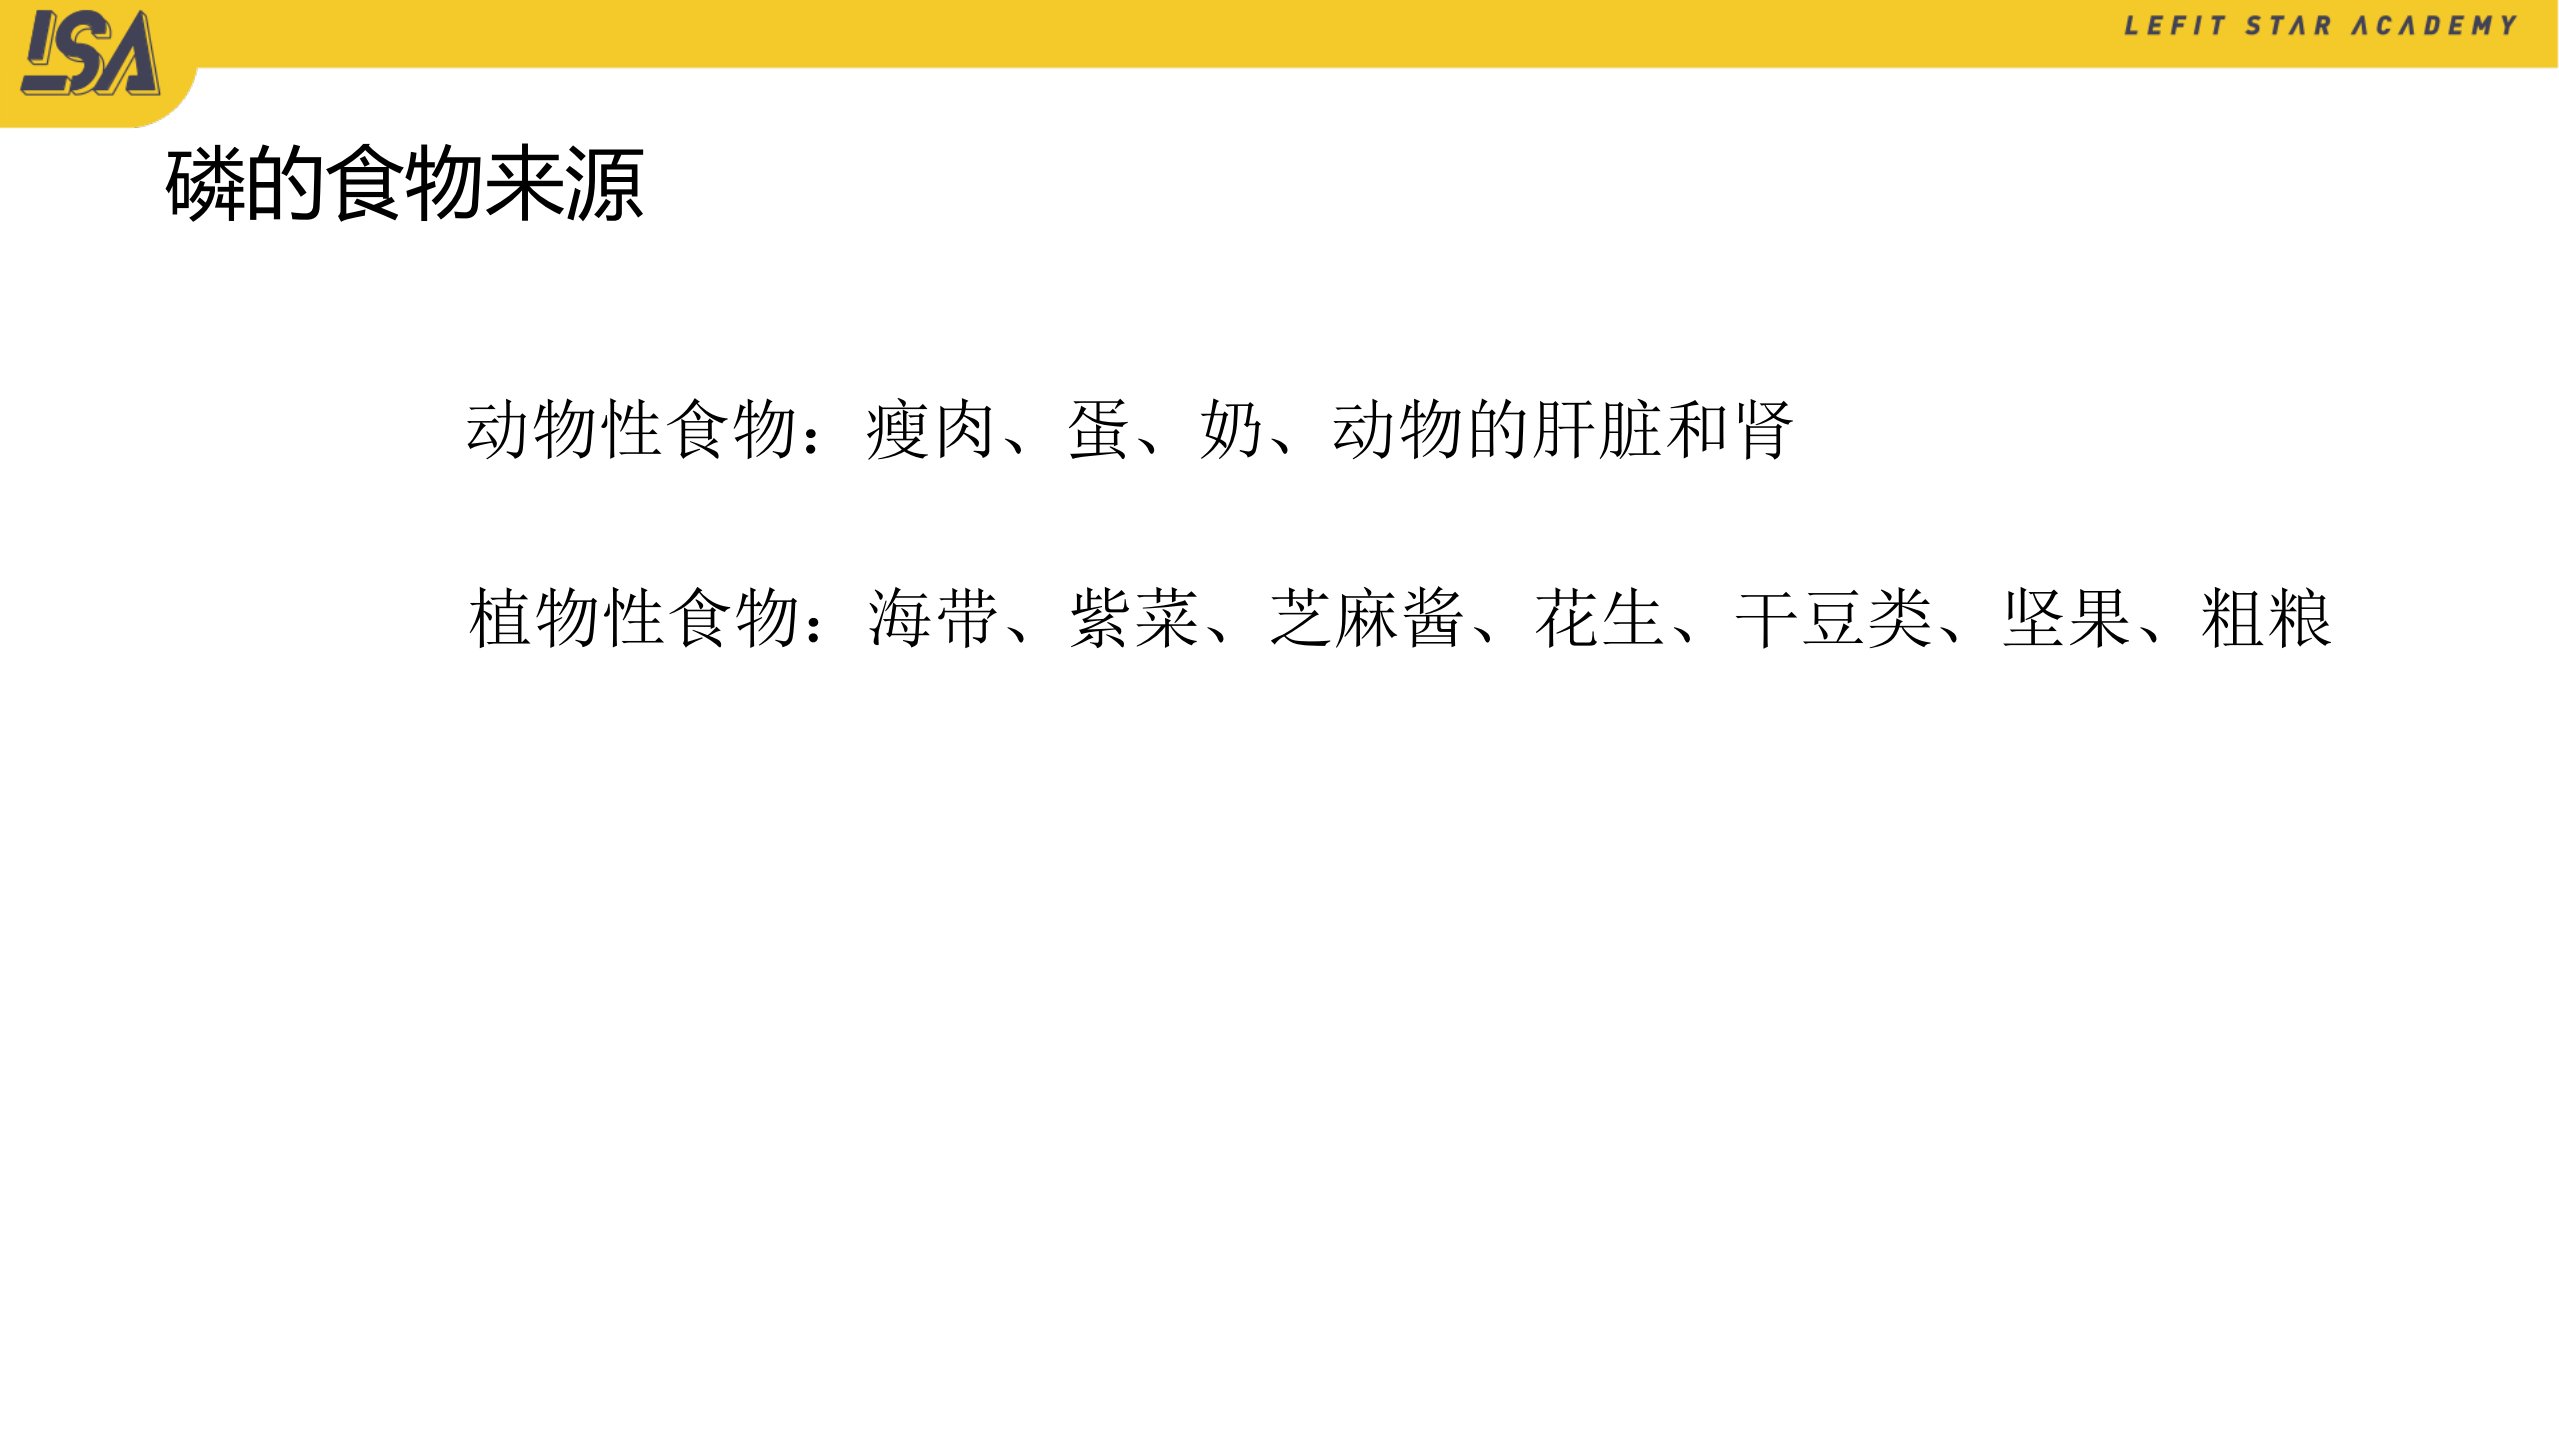 LSA
LEFIT STAR ACADEMY
磷的食物来源
动物性食物：瘦肉、蛋、奶、动物的肝脏和肾
植物性食物：海带、紫菜、芝麻酱、花生、干豆类、坚果、粗粮